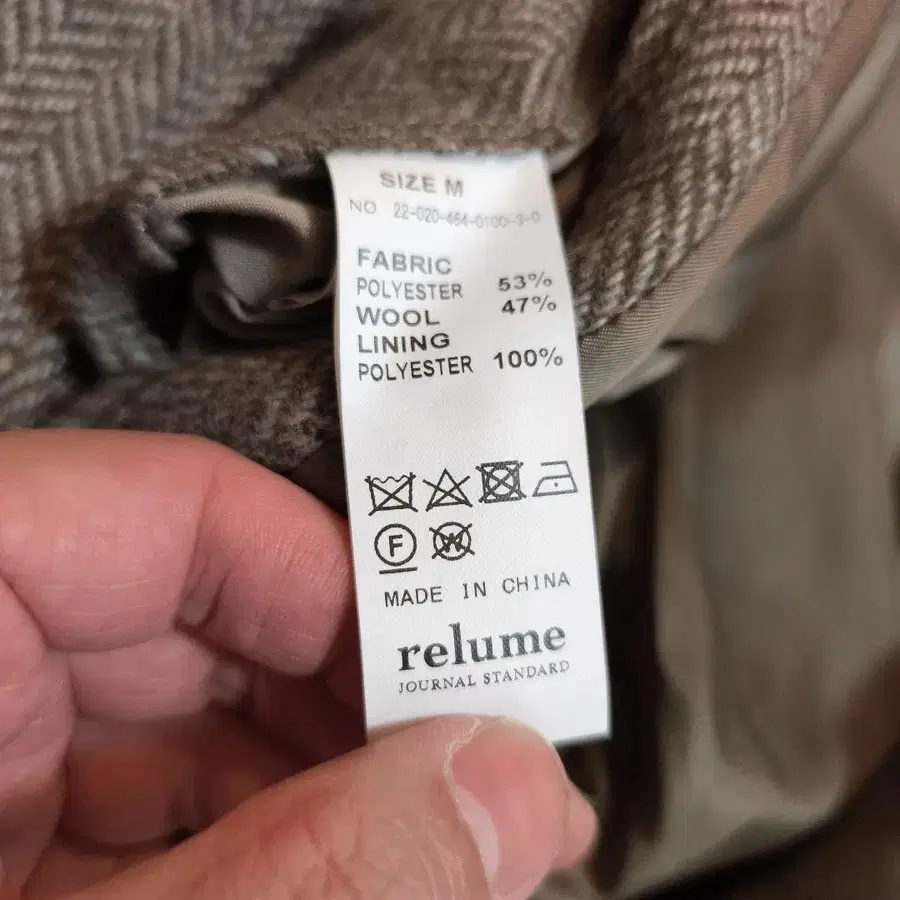 SIZE M
NO 22-020-464-0100-3-0
FABRIC
POLYESTER 53%
WOOL 47%
LINING
POLYESTER 100%
F
W
MADE IN CHINA
relume
JOURNAL STANDARD